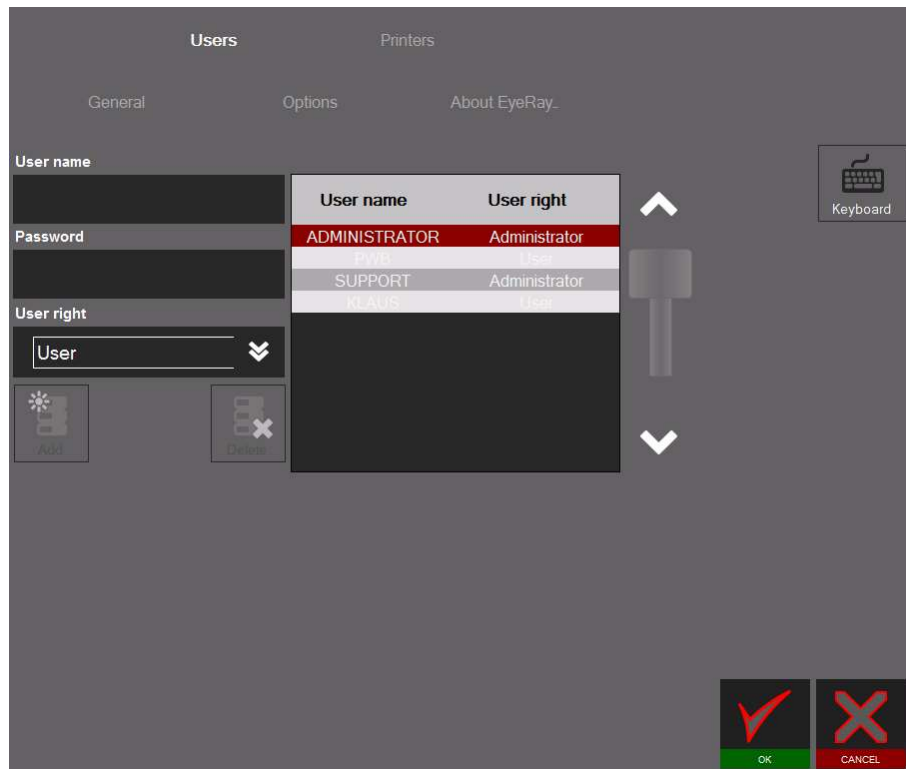 Users Printers
General Options About EyeRay..
User name
Keyboard
User name User right
Password
ADMINISTRATOR Administrator
PWB User
SUPPORT Administrator
KLAUS User
User right
User
Add Delete
OK CANCEL